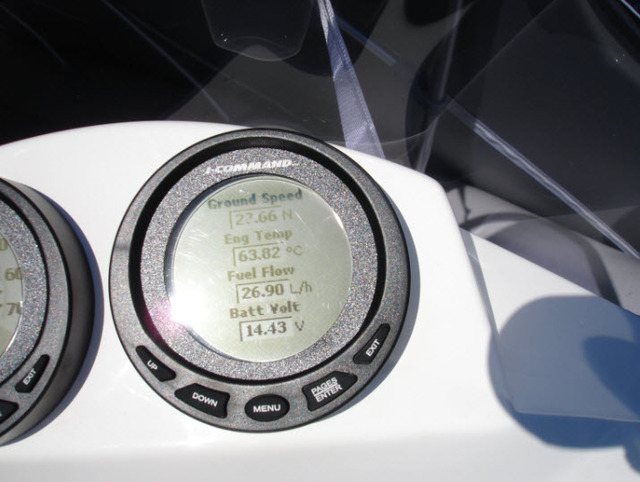 i-COMMAND
Ground Speed
27.66 N
Eng Temp
63.82 °C
Fuel Flow
26.90 L/h
Batt Volt
14.43 V
UP
DOWN
MENU
PAGES
ENTER
EXIT
60
EXIT